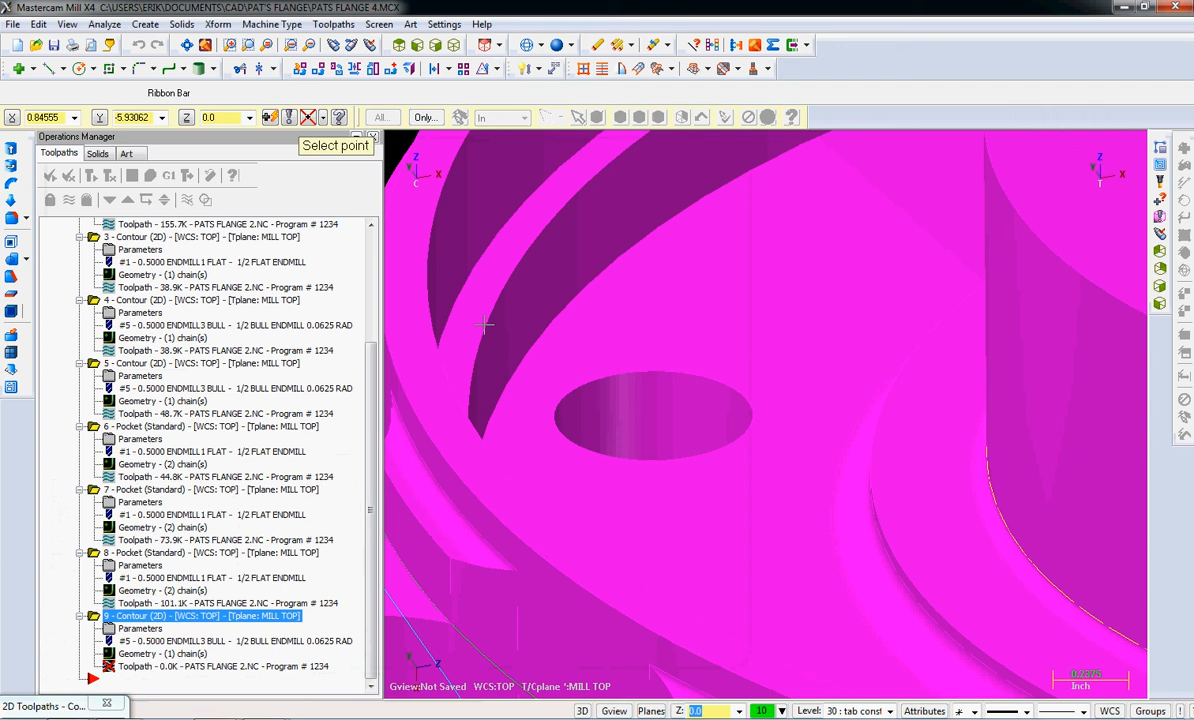 Mastercam Mill X4 C:\USERS\ERIK\DOCUMENTS\CAD\PAT'S FLANGE\PATS FLANGE 4.MCX
File Edit View Analyze Create Solids Xform Machine Type Toolpaths Screen Art Settings Help
Ribbon Bar
X 0.84555 Y -5.93062 Z 0.0 All... Only... In
Operations Manager
Select point
Toolpaths Solids Art
G1
Toolpath - 155.7K - PATS FLANGE 2.NC - Program # 1234
3 - Contour (2D) - [WCS: TOP] - [Tplane: MILL TOP]
Parameters
#1 - 0.5000 ENDMILL1 FLAT - 1/2 FLAT ENDMILL
Geometry - (1) chain(s)
Toolpath - 38.9K - PATS FLANGE 2.NC - Program # 1234
4 - Contour (2D) - [WCS: TOP] - [Tplane: MILL TOP]
Parameters
#5 - 0.5000 ENDMILL3 BULL - 1/2 BULL ENDMILL 0.0625 RAD
Geometry - (1) chain(s)
Toolpath - 38.9K - PATS FLANGE 2.NC - Program # 1234
5 - Contour (2D) - [WCS: TOP] - [Tplane: MILL TOP]
Parameters
#5 - 0.5000 ENDMILL3 BULL - 1/2 BULL ENDMILL 0.0625 RAD
Geometry - (1) chain(s)
Toolpath - 48.7K - PATS FLANGE 2.NC - Program # 1234
6 - Pocket (Standard) - [WCS: TOP] - [Tplane: MILL TOP]
Parameters
#1 - 0.5000 ENDMILL1 FLAT - 1/2 FLAT ENDMILL
Geometry - (2) chain(s)
Toolpath - 44.8K - PATS FLANGE 2.NC - Program # 1234
7 - Pocket (Standard) - [WCS: TOP] - [Tplane: MILL TOP]
Parameters
#1 - 0.5000 ENDMILL1 FLAT - 1/2 FLAT ENDMILL
Geometry - (2) chain(s)
Toolpath - 73.9K - PATS FLANGE 2.NC - Program # 1234
8 - Pocket (Standard) - [WCS: TOP] - [Tplane: MILL TOP]
Parameters
#1 - 0.5000 ENDMILL1 FLAT - 1/2 FLAT ENDMILL
Geometry - (2) chain(s)
Toolpath - 101.1K - PATS FLANGE 2.NC - Program # 1234
9 - Contour (2D) - [WCS: TOP] - [Tplane: MILL TOP]
Parameters
#5 - 0.5000 ENDMILL3 BULL - 1/2 BULL ENDMILL 0.0625 RAD
Geometry - (1) chain(s)
Toolpath - 0.0K - PATS FLANGE 2.NC - Program # 1234
Z
Y X
C
Z
Y X
T
Y Z
Inch
Gview:Not Saved WCS:TOP T/Cplane *:MILL TOP
2D Toolpaths - Co...
3D Gview Planes Z: 0.0 10 Level: 30 : tab const Attributes WCS Groups